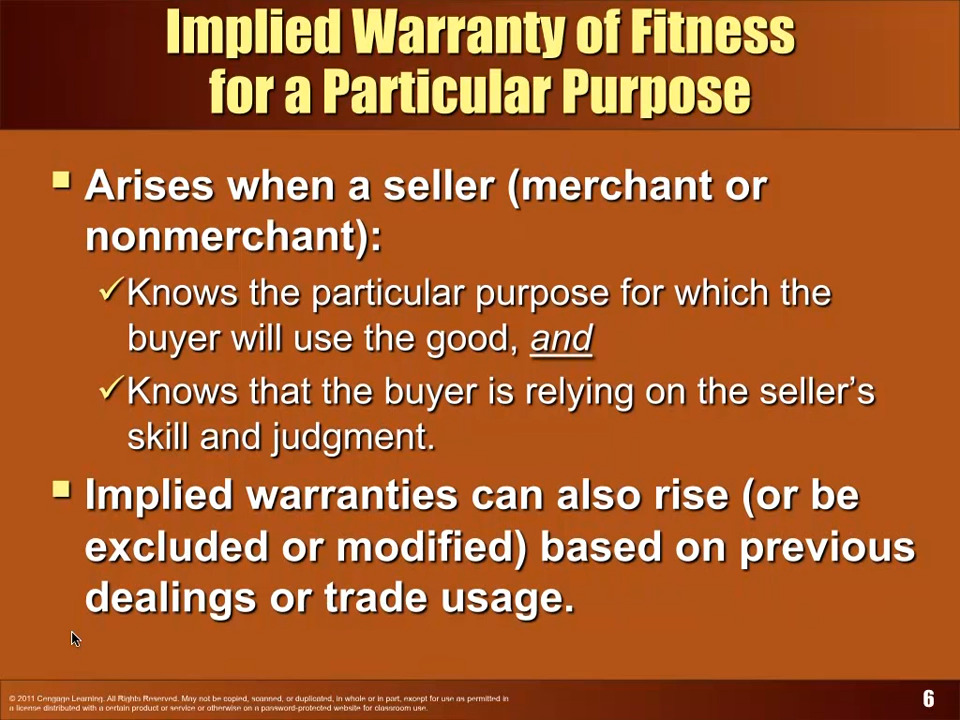 Implied Warranty of Fitness
for a Particular Purpose
Arises when a seller (merchant or
nonmerchant):
Knows the particular purpose for which the
buyer will use the good, and
Knows that the buyer is relying on the seller’s
skill and judgment.
Implied warranties can also rise (or be
excluded or modified) based on previous
dealings or trade usage.
© 2011 Cengage Learning. All Rights Reserved. May not be copied, scanned, or duplicated, in whole or in part, except for use as permitted in
a license distributed with a certain product or service or otherwise on a password-protected website for classroom use.
6